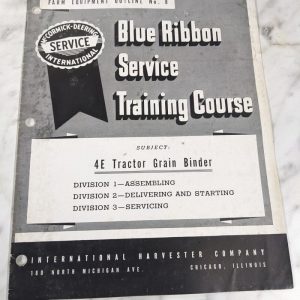 FARM EQUIPMENT OUTLINE No. 8
McCORMICK-DEERING
SERVICE
INTERNATIONAL
Blue Ribbon
Service
Training Course
SUBJECT:
4E Tractor Grain Binder
DIVISION 1—ASSEMBLING
DIVISION 2—DELIVERING AND STARTING
DIVISION 3—SERVICING
INTERNATIONAL HARVESTER COMPANY
180 NORTH MICHIGAN AVE. CHICAGO, ILLINOIS